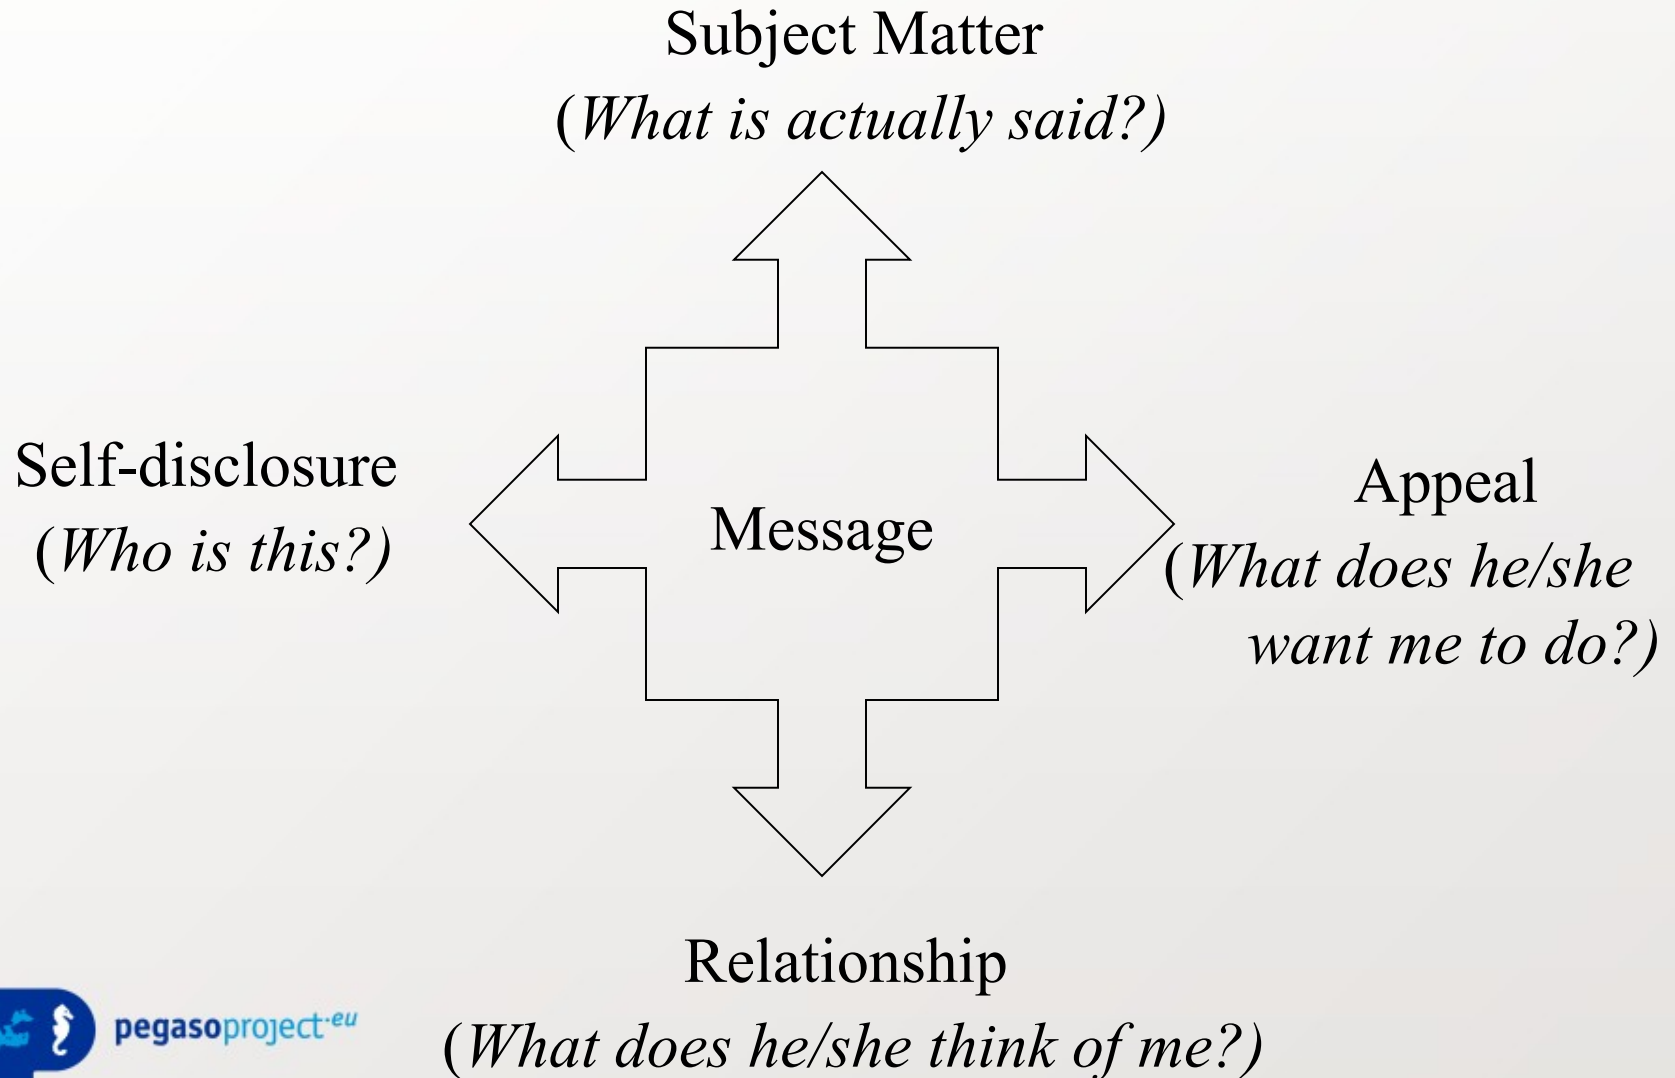 Subject Matter
(What is actually said?)
Self-disclosure
(Who is this?)
Message
Appeal
(What does he/she
want me to do?)
Relationship
(What does he/she think of me?)
pegasoproject.eu